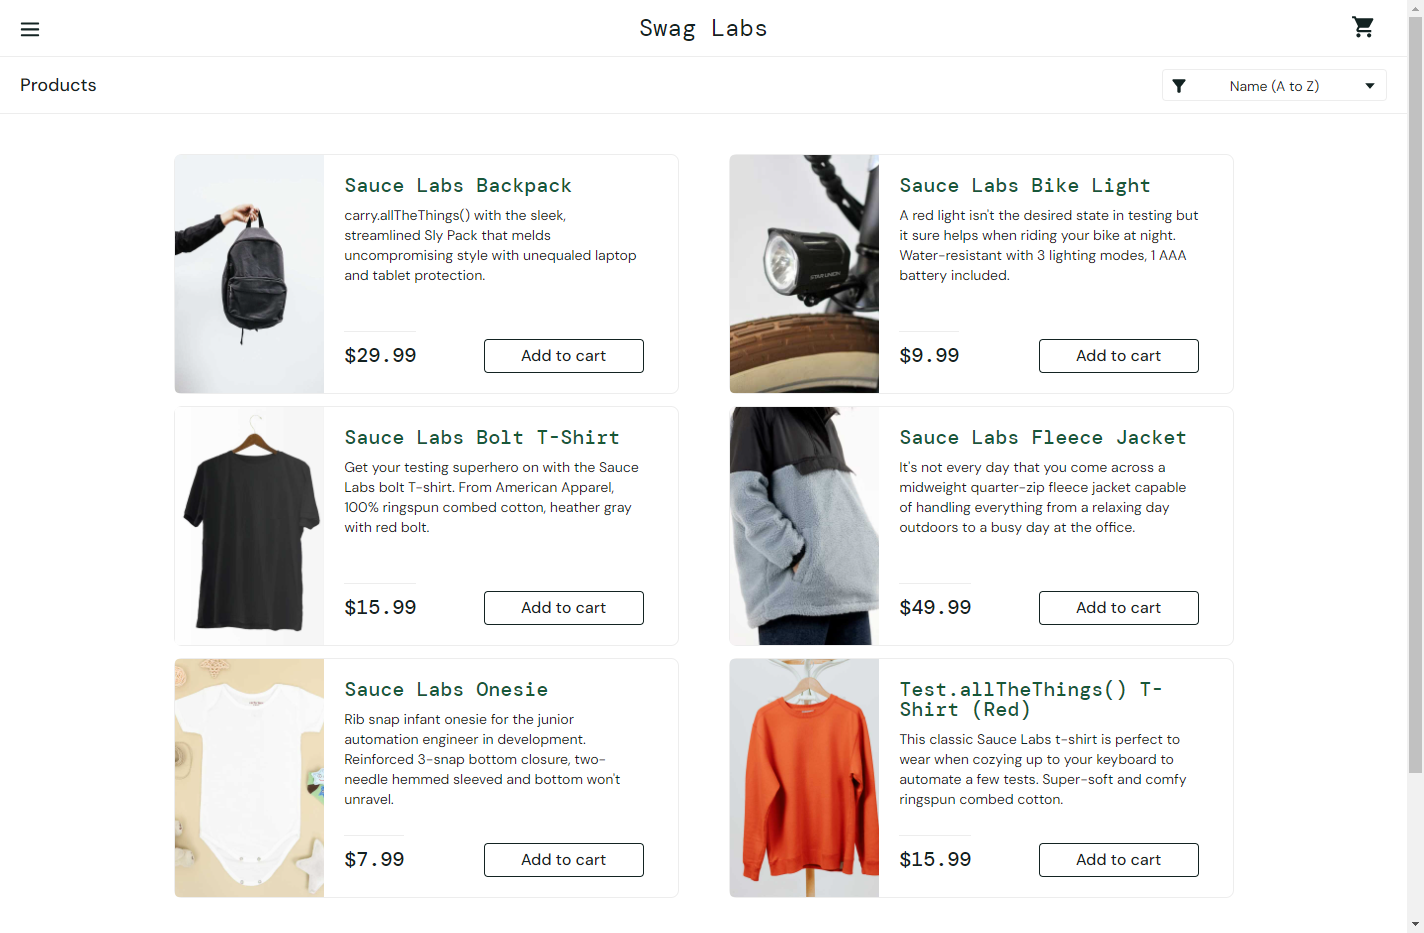 Swag Labs
Products
Name (A to Z)
Sauce Labs Backpack
carry.allTheThings() with the sleek,
streamlined Sly Pack that melds
uncompromising style with unequaled laptop
and tablet protection.
$29.99
Add to cart
Sauce Labs Bike Light
A red light isn't the desired state in testing but
it sure helps when riding your bike at night.
Water-resistant with 3 lighting modes, 1 AAA
battery included.
$9.99
Add to cart
STAR UNION
Sauce Labs Bolt T-Shirt
Get your testing superhero on with the Sauce
Labs bolt T-shirt. From American Apparel,
100% ringspun combed cotton, heather gray
with red bolt.
$15.99
Add to cart
Sauce Labs Fleece Jacket
It's not every day that you come across a
midweight quarter-zip fleece jacket capable
of handling everything from a relaxing day
outdoors to a busy day at the office.
$49.99
Add to cart
Sauce Labs Onesie
Rib snap infant onesie for the junior
automation engineer in development.
Reinforced 3-snap bottom closure, two-
needle hemmed sleeved and bottom won't
unravel.
$7.99
Add to cart
Test.allTheThings() T-
Shirt (Red)
This classic Sauce Labs t-shirt is perfect to
wear when cozying up to your keyboard to
automate a few tests. Super-soft and comfy
ringspun combed cotton.
$15.99
Add to cart